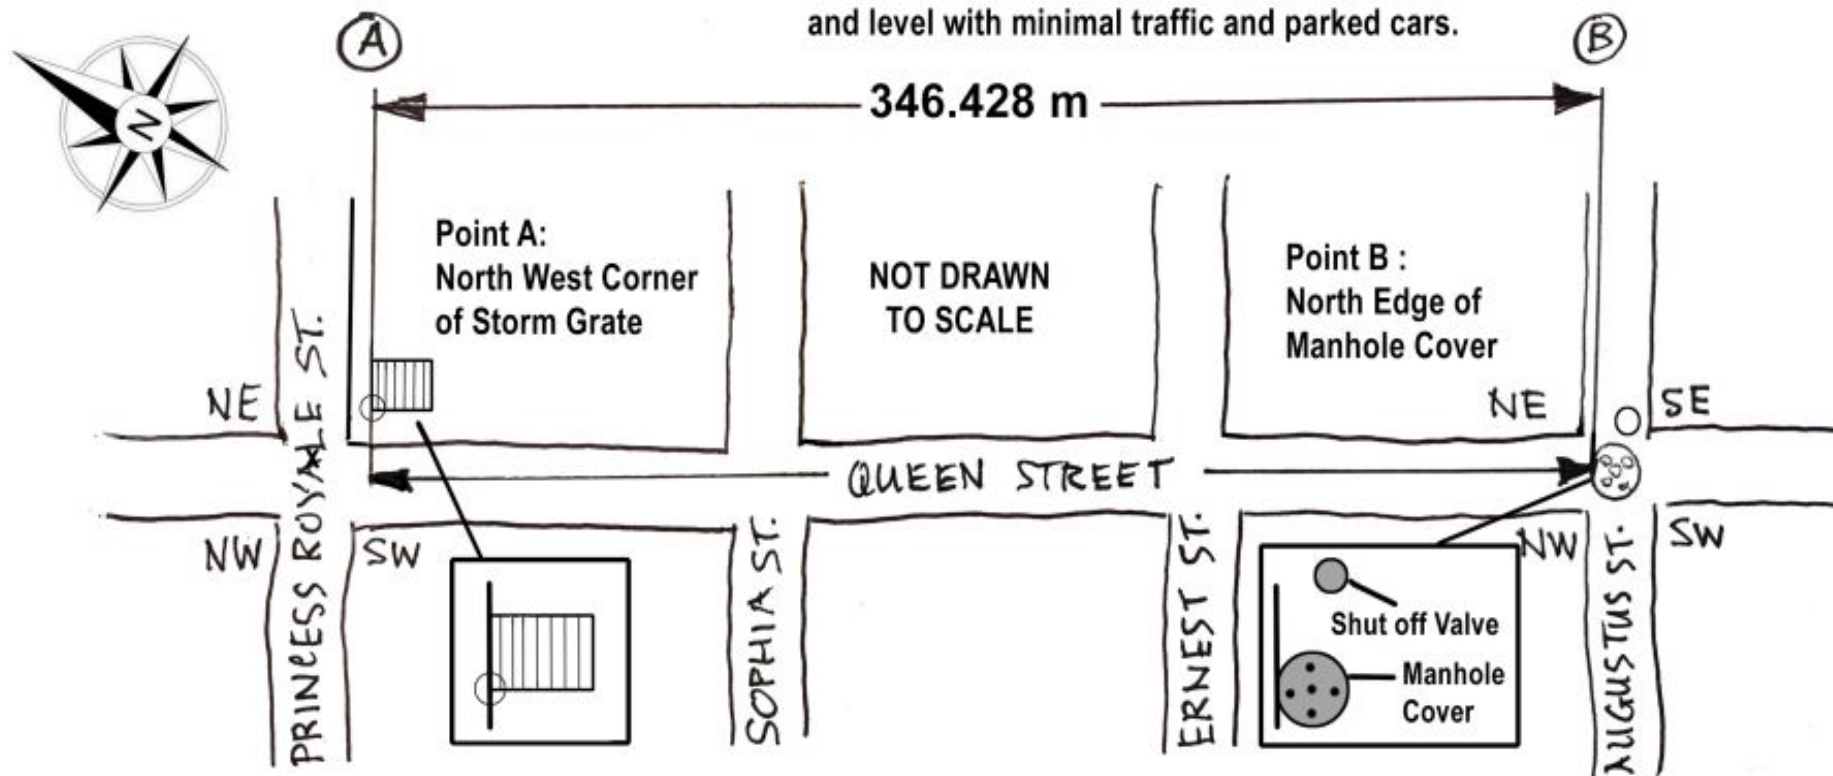 and level with minimal traffic and parked cars.
A
B
346.428 m
N
Point A:
North West Corner
of Storm Grate
NOT DRAWN
TO SCALE
Point B :
North Edge of
Manhole Cover
NE
NE
SE
QUEEN STREET
NW
SW
NW
SW
PRINCESS ROYALE ST.
SOPHIA ST.
ERNEST ST.
AUGUSTUS ST.
Shut off Valve
Manhole
Cover